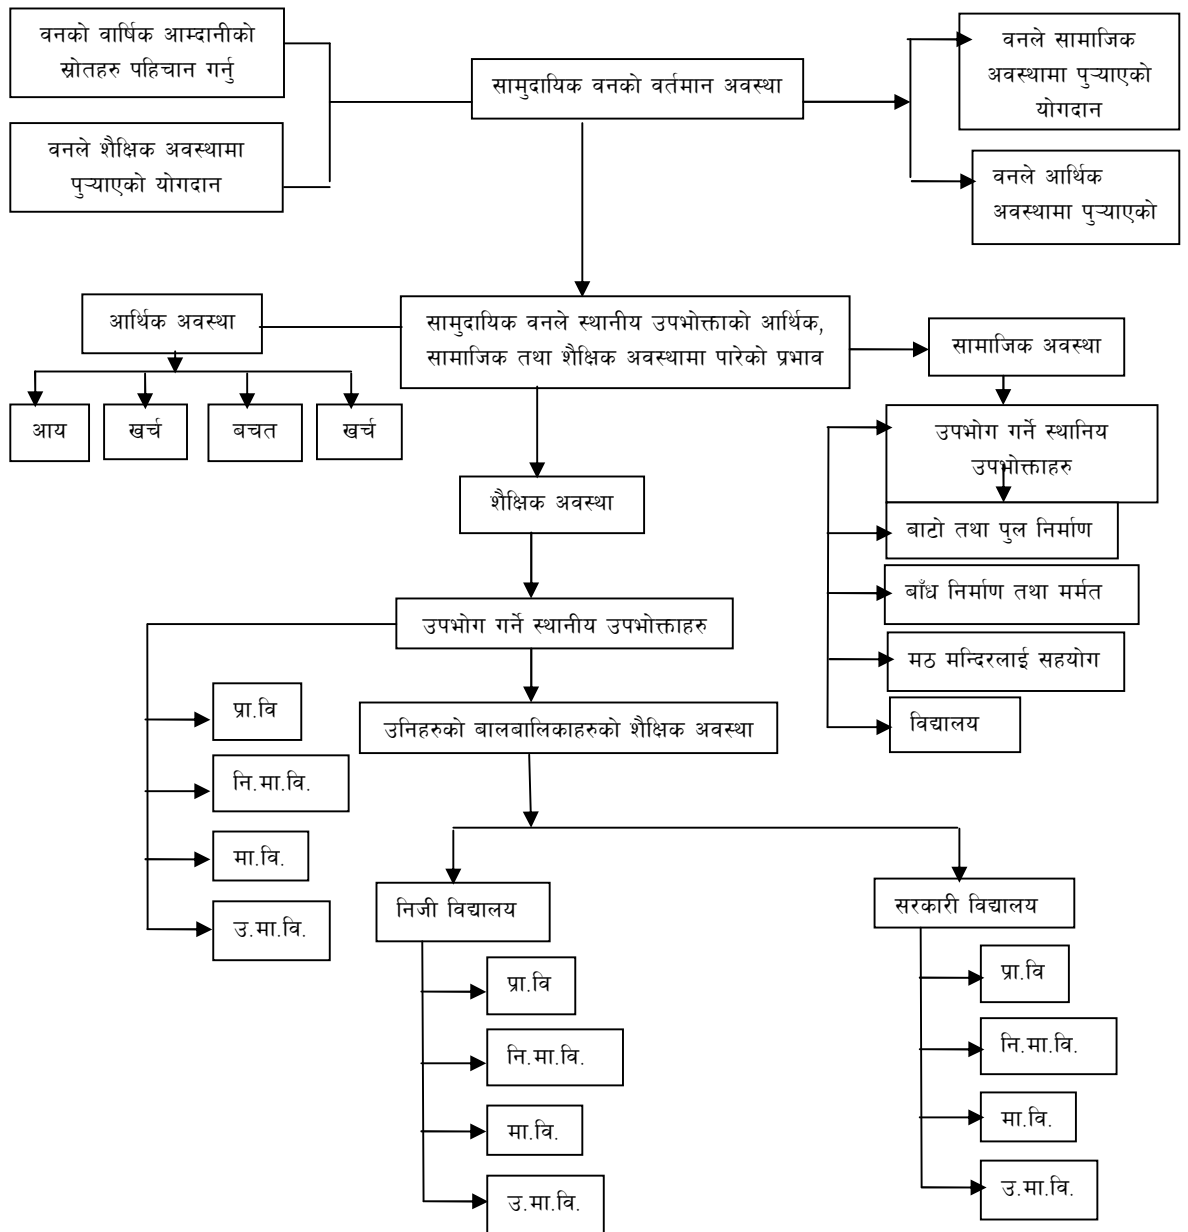 वनको वार्षिक आम्दानीको
स्रोतहरु पहिचान गर्नु
वनले शैक्षिक अवस्थामा
पुऱ्याएको योगदान
सामुदायिक वनको वर्तमान अवस्था
वनले सामाजिक
अवस्थामा पुऱ्याएको
योगदान
वनले आर्थिक
अवस्थामा पुऱ्याएको
आर्थिक अवस्था
सामुदायिक वनले स्थानीय उपभोक्ताको आर्थिक,
सामाजिक तथा शैक्षिक अवस्थामा पारेको प्रभाव
सामाजिक अवस्था
आय
खर्च
बचत
खर्च
उपभोग गर्ने स्थानिय
उपभोक्ताहरु
बाटो तथा पुल निर्माण
बाँध निर्माण तथा मर्मत
मठ मन्दिरलाई सहयोग
विद्यालय
शैक्षिक अवस्था
उपभोग गर्ने स्थानीय उपभोक्ताहरु
प्रा.वि
नि.मा.वि.
मा.वि.
उ.मा.वि.
उनिहरुको बालबालिकाहरुको शैक्षिक अवस्था
निजी विद्यालय
प्रा.वि
नि.मा.वि.
मा.वि.
उ.मा.वि.
सरकारी विद्यालय
प्रा.वि
नि.मा.वि.
मा.वि.
उ.मा.वि.